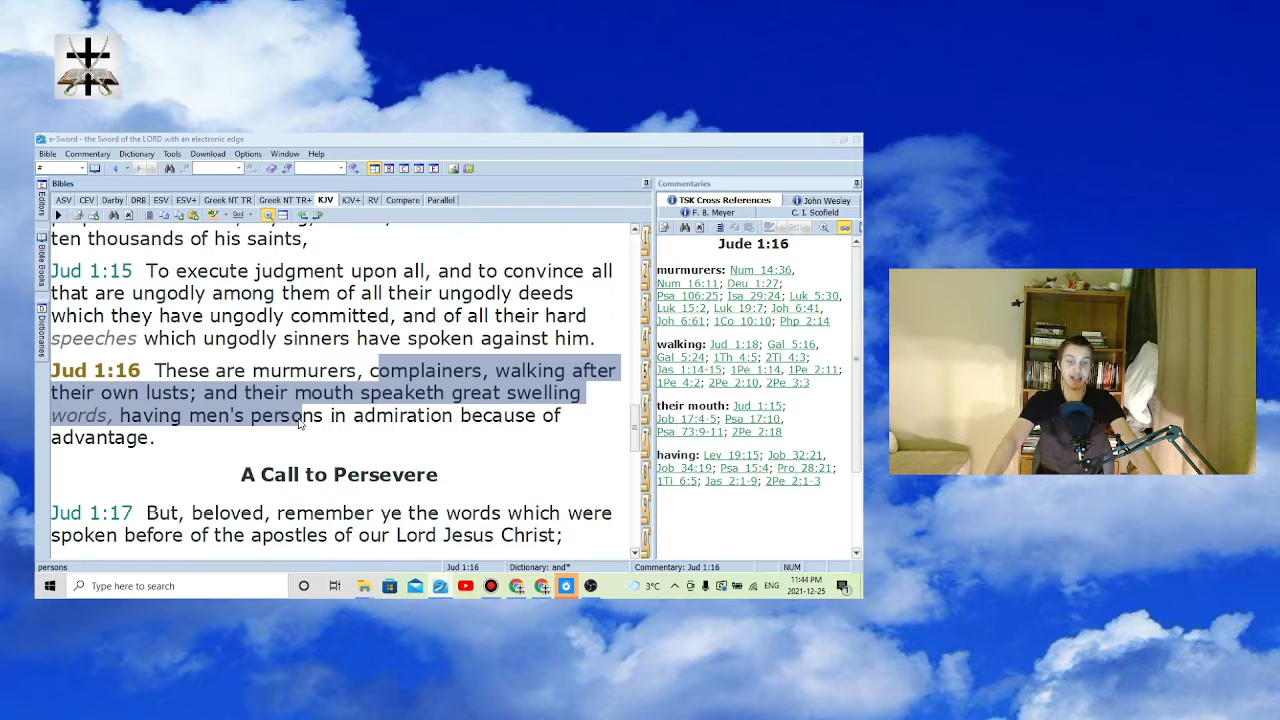 e-Sword - the Sword of the LORD with an electronic edge
Bible Commentary Dictionary Tools Download Options Window Help
#
Bibles
ASV CEV Darby DRB ESV ESV+ Greek NT TR Greek NT TR+ KJV KJV+ RV Compare Parallel
Editors
Bible Books
Dictionaries
ten thousands of his saints,
Jud 1:15 To execute judgment upon all, and to convince all
that are ungodly among them of all their ungodly deeds
which they have ungodly committed, and of all their hard
speeches which ungodly sinners have spoken against him.
Jud 1:16 These are murmurers, complainers, walking after
their own lusts; and their mouth speaketh great swelling
words, having men's persons in admiration because of
advantage.
A Call to Persevere
Jud 1:17 But, beloved, remember ye the words which were
spoken before of the apostles of our Lord Jesus Christ;
Commentaries
TSK Cross References John Wesley
F. B. Meyer C. I. Scofield
Jude 1:16
murmurers: Num 14:36,
Num 16:11; Deu 1:27;
Psa 106:25; Isa 29:24; Luk 5:30,
Luk 15:2, Luk 19:7; Joh 6:41,
Joh 6:61; 1Co 10:10; Php 2:14
walking: Jud 1:18; Gal 5:16,
Gal 5:24; 1Th 4:5; 2Ti 4:3;
Jas 1:14-15; 1Pe 1:14, 1Pe 2:11;
1Pe 4:2; 2Pe 2:10, 2Pe 3:3
their mouth: Jud 1:15;
Job 17:4-5; Psa 17:10,
Psa 73:9-11; 2Pe 2:18
having: Lev 19:15; Job 32:21,
Job 34:19; Psa 15:4; Pro 28:21;
1Ti 6:5; Jas 2:1-9; 2Pe 2:1-3
persons Jud 1:16 Dictionary: and* Commentary: Jud 1:16 NUM
Type here to search
3°C ENG
11:44 PM
2021-12-25